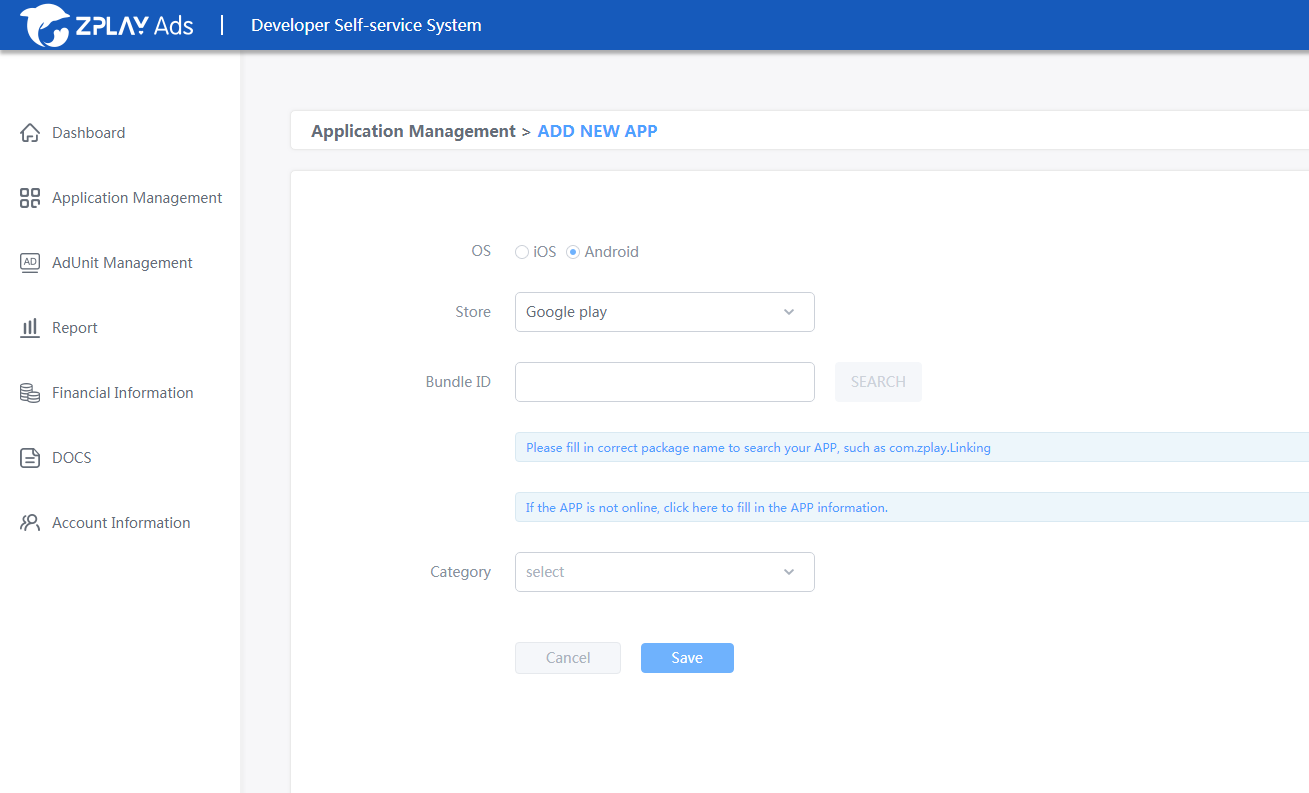 ZPLAY Ads | Developer Self-service System
Dashboard
Application Management
AD AdUnit Management
Report
Financial Information
DOCS
Account Information
Application Management > ADD NEW APP
OS iOS Android
Store Google play
Bundle ID SEARCH
Please fill in correct package name to search your APP, such as com.zplay.Linking
If the APP is not online, click here to fill in the APP information.
Category select
Cancel Save